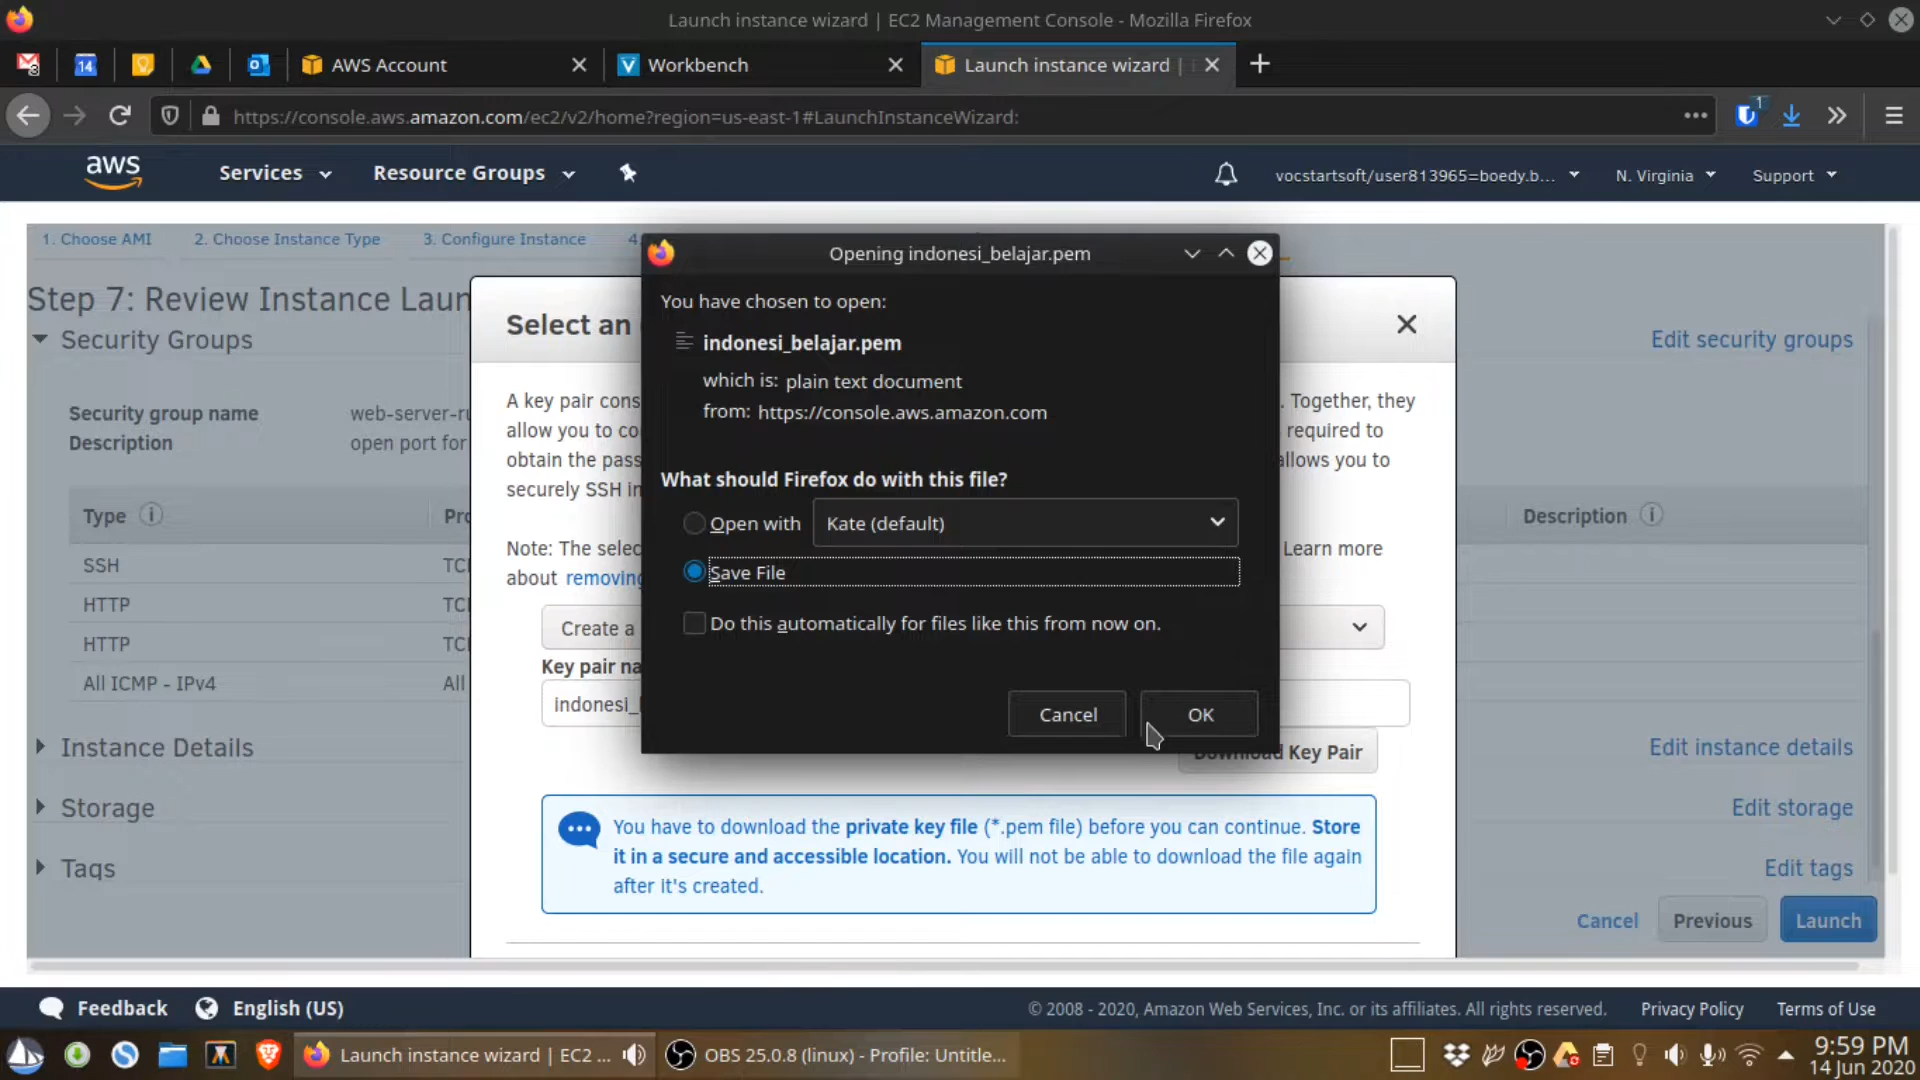 Launch instance wizard | EC2 Management Console - Mozilla Firefox
3
14
AWS Account
Workbench
Launch instance wizard |
https://console.aws.amazon.com/ec2/v2/home?region=us-east-1#LaunchInstanceWizard:
1
aws
Services
Resource Groups
vocstartsoft/user813965=boedy.b...
N. Virginia
Support
1. Choose AMI
2. Choose Instance Type
3. Configure Instance
4.
Step 7: Review Instance Laun
Security Groups
Edit security groups
Security group name
web-server-ru
Description
open port for
Type
Pro
Description
SSH
TCP
HTTP
TCP
HTTP
TCP
All ICMP - IPv4
All
Instance Details
Edit instance details
Storage
Edit storage
Tags
Edit tags
Cancel
Previous
Launch
Select an
A key pair cons
. Together, they
allow you to co
required to
obtain the pass
allows you to
securely SSH in
Note: The selec
Learn more
about removing
Create a
Key pair na
indonesi_
Download Key Pair
You have to download the private key file (*.pem file) before you can continue. Store
it in a secure and accessible location. You will not be able to download the file again
after it's created.
Opening indonesi_belajar.pem
You have chosen to open:
indonesi_belajar.pem
which is: plain text document
from: https://console.aws.amazon.com
What should Firefox do with this file?
Open with
Kate (default)
Save File
Do this automatically for files like this from now on.
Cancel
OK
Feedback
English (US)
© 2008 - 2020, Amazon Web Services, Inc. or its affiliates. All rights reserved.
Privacy Policy
Terms of Use
Launch instance wizard | EC2 ...
OBS 25.0.8 (linux) - Profile: Untitle...
9:59 PM
14 Jun 2020